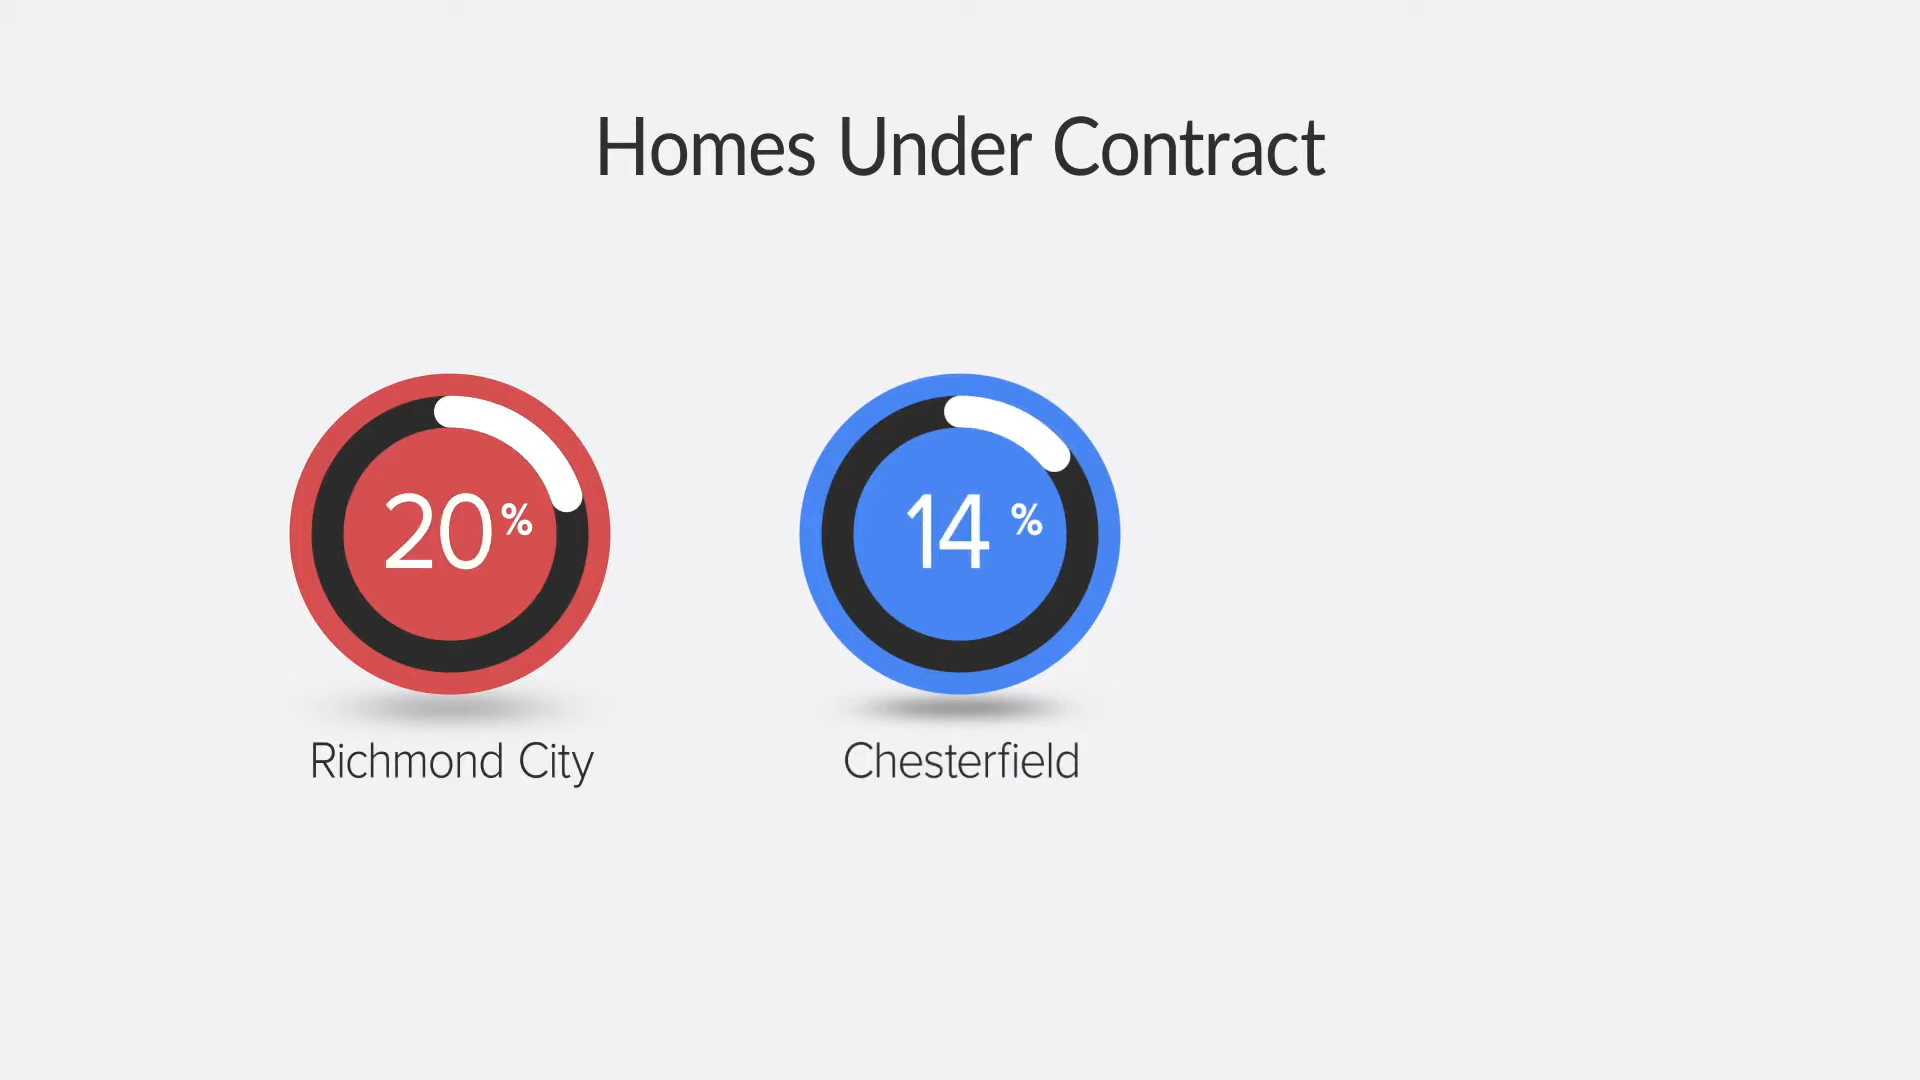 Homes Under Contract
20%
14 %
Richmond City
Chesterfield